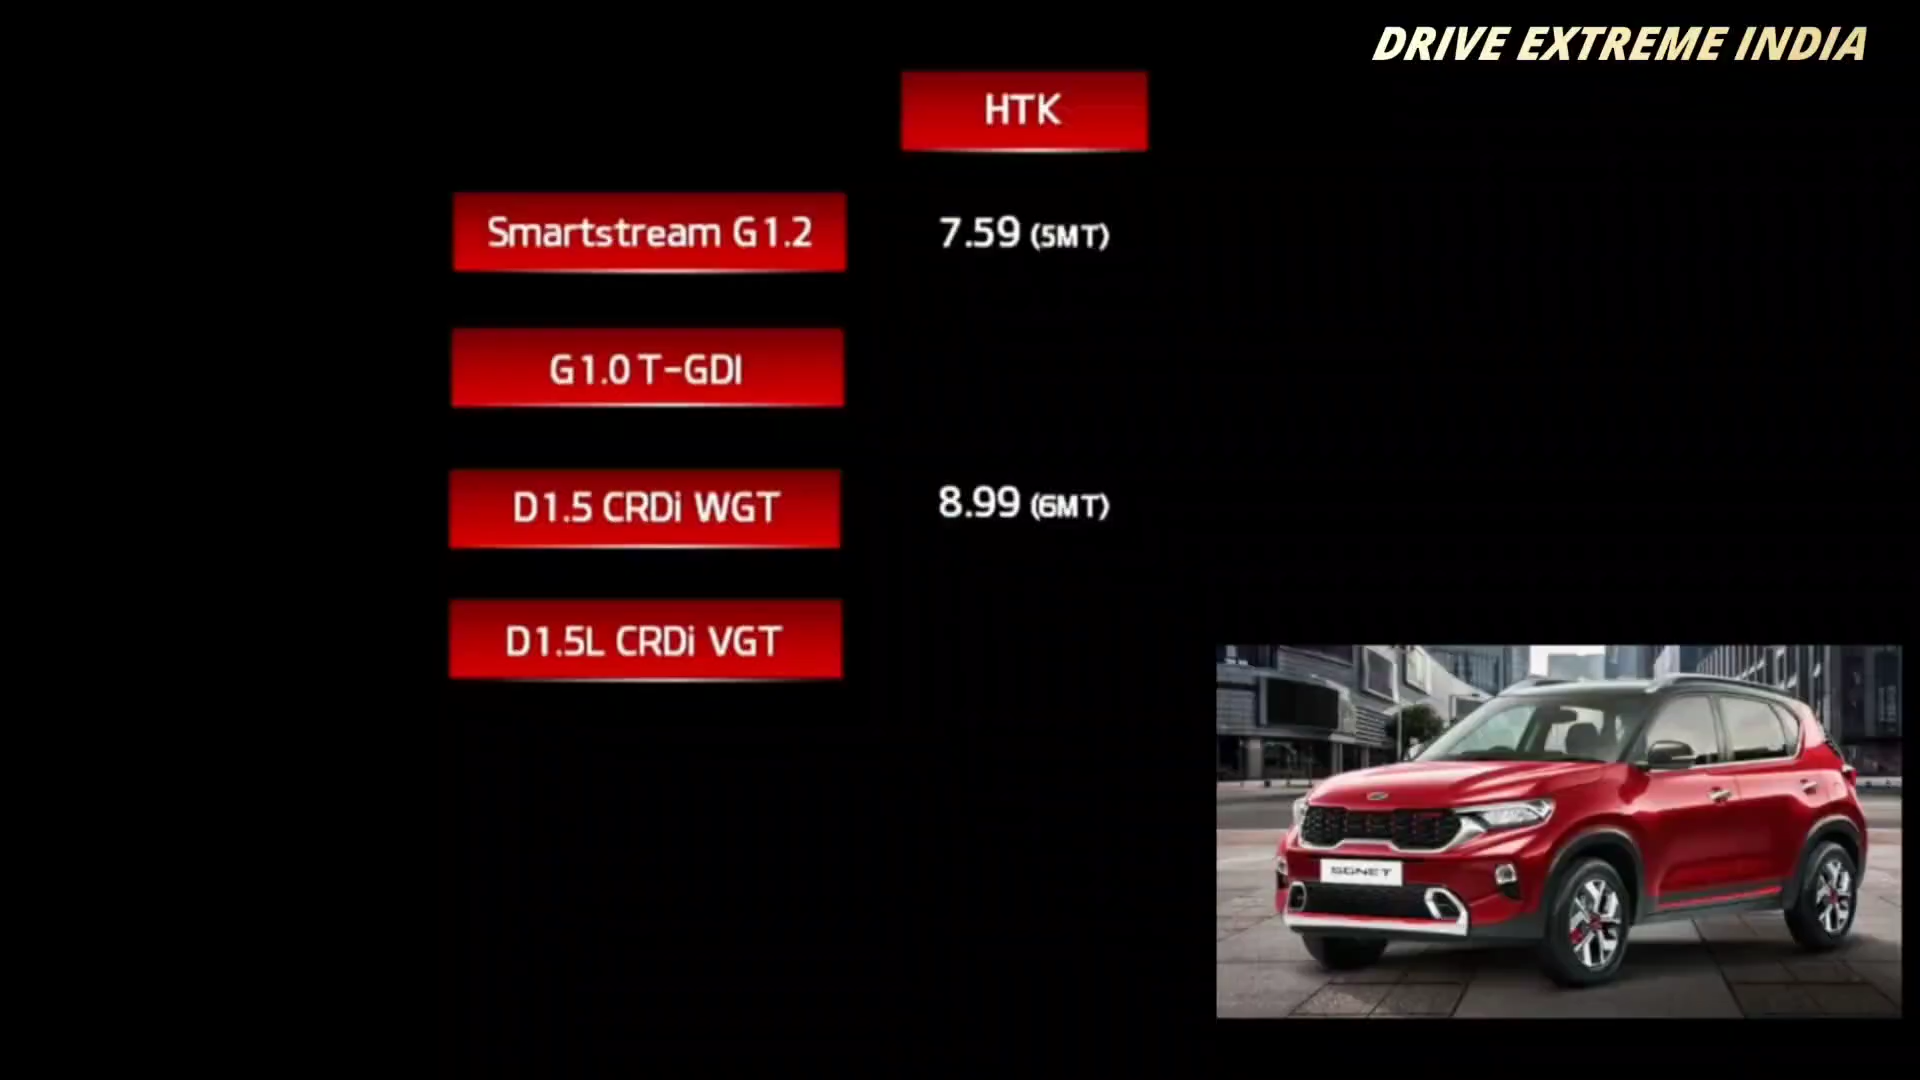 DRIVE EXTREME INDIA
HTK
Smartstream G1.2 7.59 (5MT)
G1.0 T-GDI
D1.5 CRDi WGT 8.99 (6MT)
D1.5L CRDi VGT
SONET